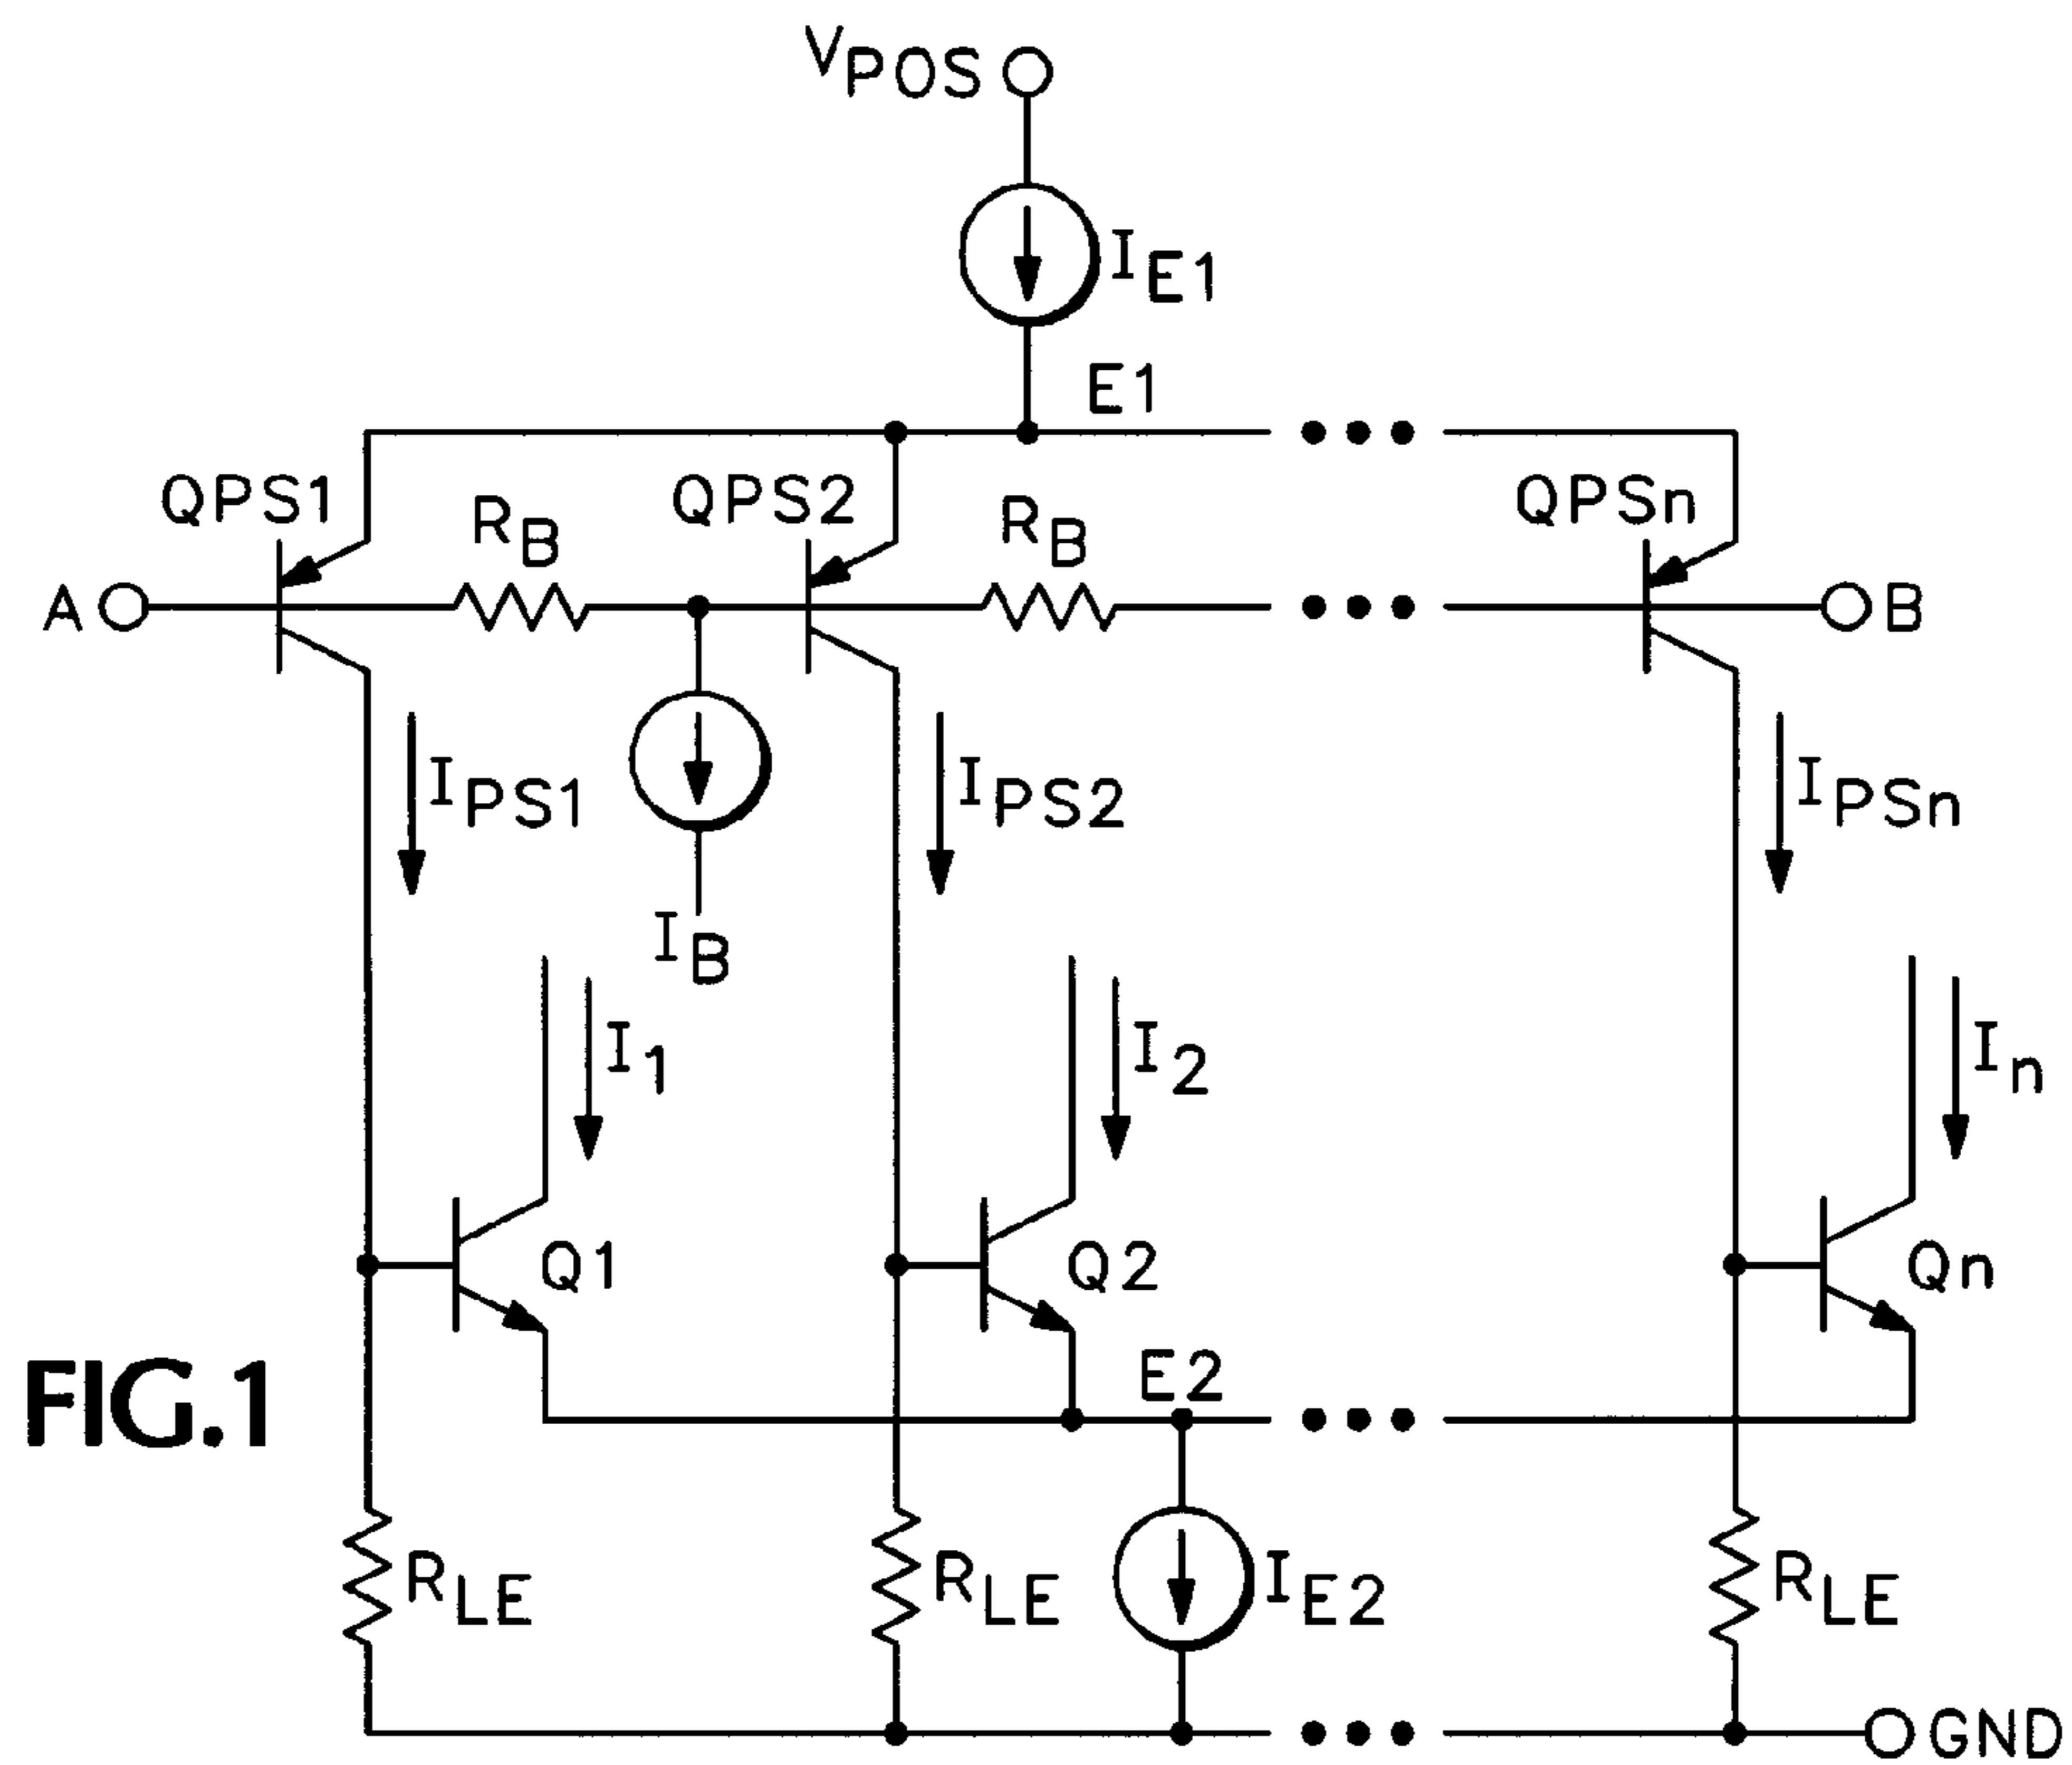 VPOS
IE1
E1
QPS1 RB QPS2 RB QPSn
A B
IPS1 IPS2 IPSn
IB
I1 I2 In
Q1 Q2 Qn
E2
FIG.1
RLE RLE IE2 RLE
GND